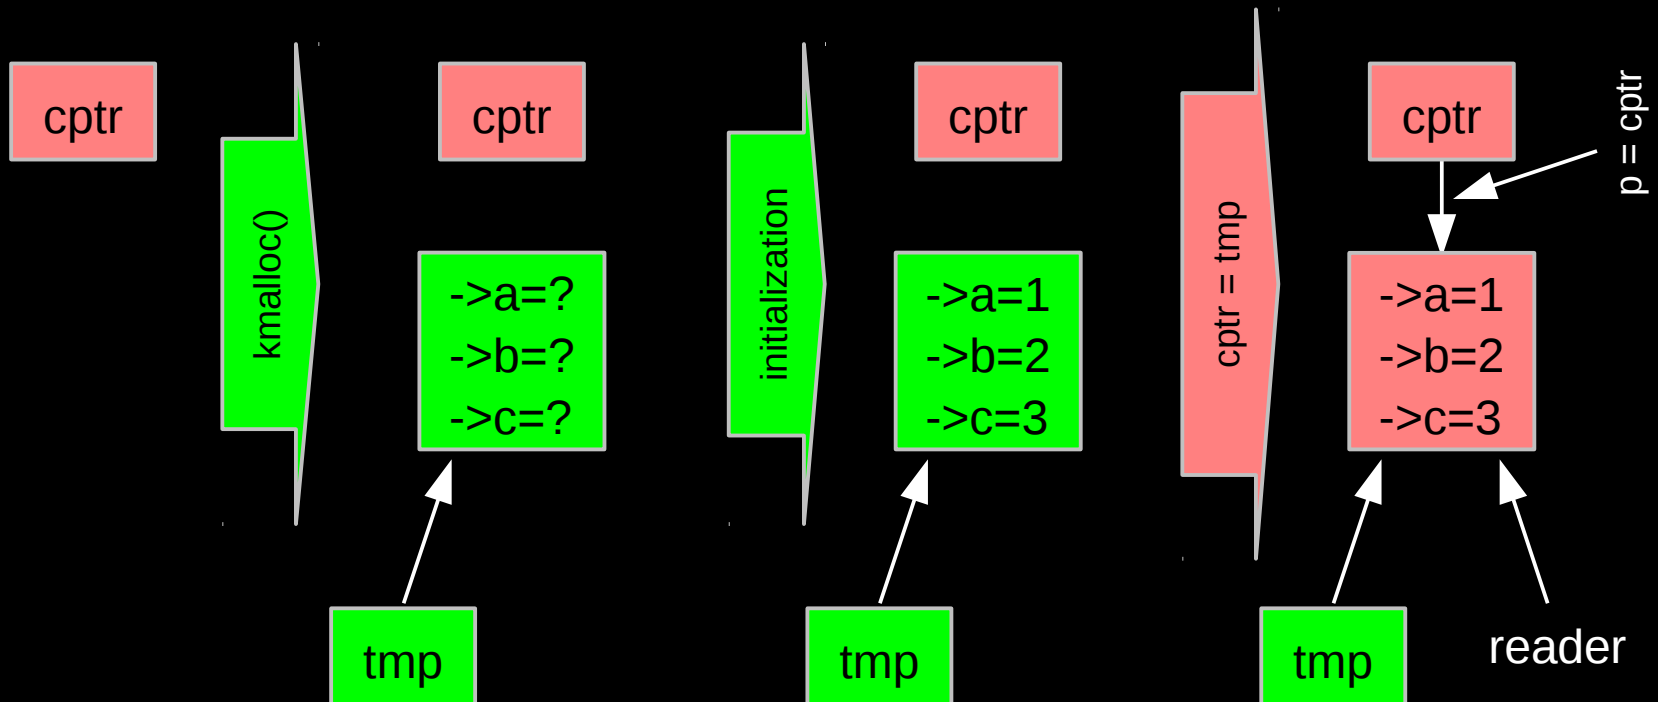 cptr
kmalloc()
cptr
->a=?
->b=?
->c=?
tmp
initialization
cptr
->a=1
->b=2
->c=3
tmp
cptr = tmp
cptr
p = cptr
->a=1
->b=2
->c=3
tmp
reader